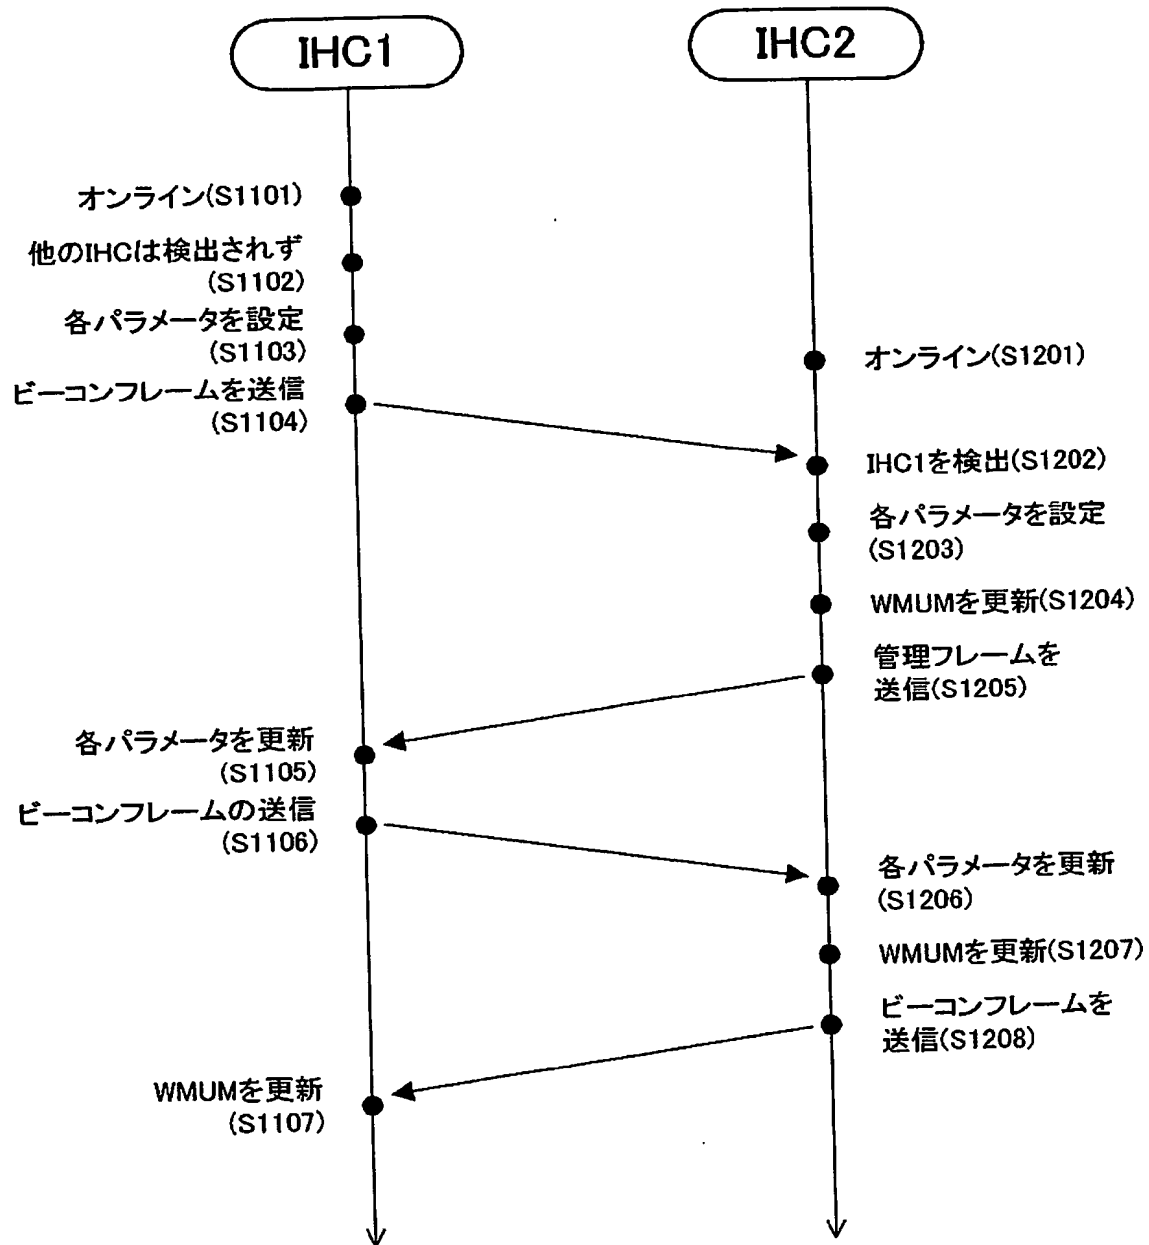 IHC1
IHC2
オンライン(S1101)
他のIHCは検出されず
(S1102)
各パラメータを設定
(S1103)
ビーコンフレームを送信
(S1104)
オンライン(S1201)
IHC1を検出(S1202)
各パラメータを設定
(S1203)
WMUMを更新(S1204)
管理フレームを
送信(S1205)
各パラメータを更新
(S1105)
ビーコンフレームの送信
(S1106)
各パラメータを更新
(S1206)
WMUMを更新(S1207)
ビーコンフレームを
送信(S1208)
WMUMを更新
(S1107)